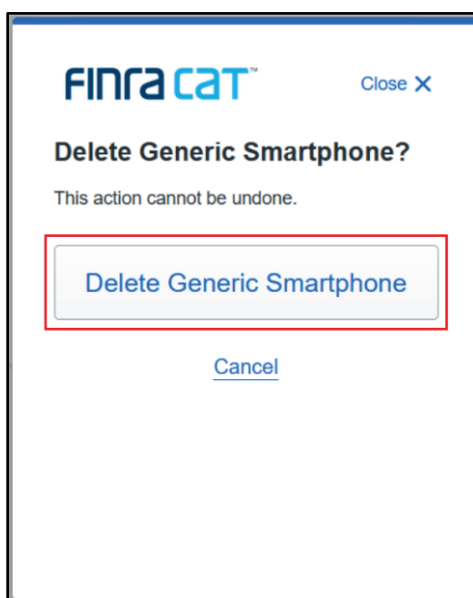 FINRA CAT™
Close X
Delete Generic Smartphone?
This action cannot be undone.
Delete Generic Smartphone
Cancel